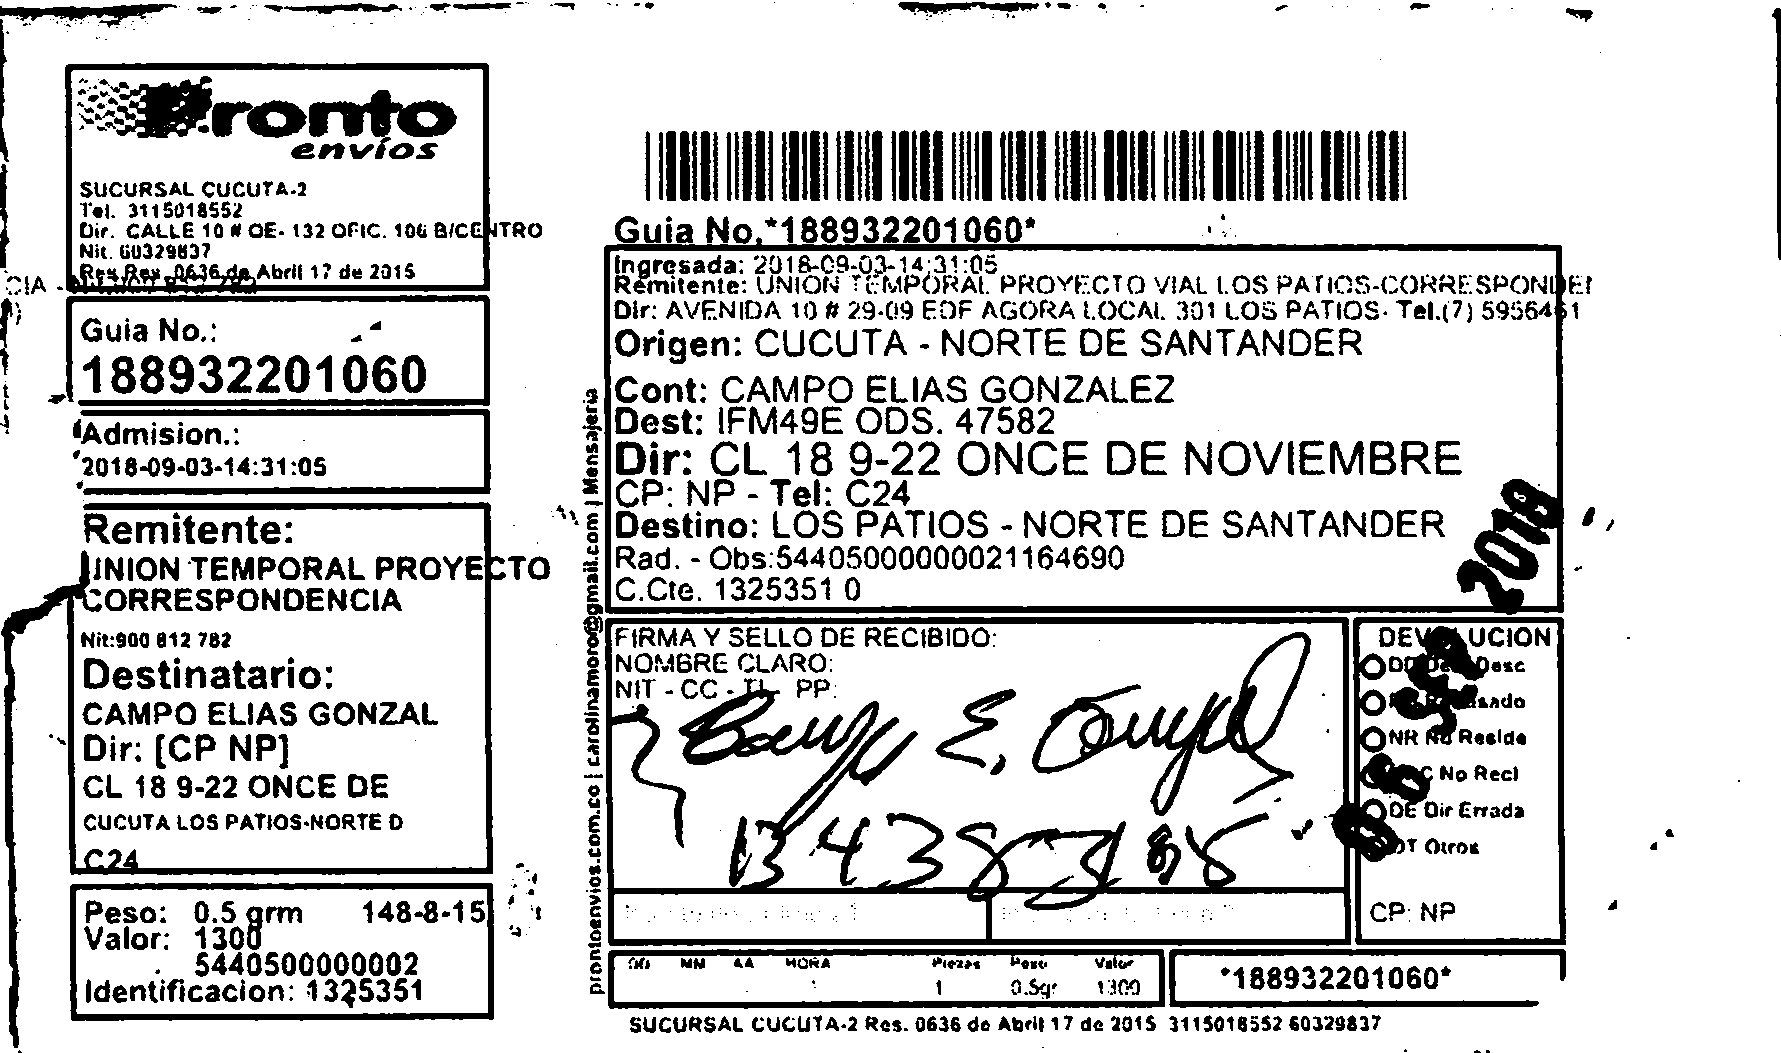 Pronto
envíos
SUCURSAL CUCUTA-2
Tel. 3115018552
Dir. CALLE 10 # OE- 132 OFIC. 106 B/CENTRO
Nit. 60329837
Res.Rex. 0636 de Abril 17 de 2015
CIA -
Guia No.:
188932201060
Admision.:
2018-09-03-14:31:05
Remitente:
UNION TEMPORAL PROYECTO
CORRESPONDENCIA
Nit:900 812 782
Destinatario:
CAMPO ELIAS GONZAL
Dir: [CP NP]
CL 18 9-22 ONCE DE
CUCUTA LOS PATIOS-NORTE D
C24
Peso: 0.5 grm 148-8-15
Valor: 1300
5440500000002
Identificacion: 1325351
prontoenvios.com.co | carolinamoro@gmail.com | Mensajeria
Guia No.*188932201060*
Ingresada: 2018-09-03-14:31:05
Remitente: UNION TEMPORAL PROYECTO VIAL LOS PATIOS-CORRESPONDEN
Dir: AVENIDA 10 # 29-09 EDF AGORA LOCAL 301 LOS PATIOS- Tel.(7) 5956461
Origen: CUCUTA - NORTE DE SANTANDER
Cont: CAMPO ELIAS GONZALEZ
Dest: IFM49E ODS. 47582
Dir: CL 18 9-22 ONCE DE NOVIEMBRE
CP: NP - Tel: C24
Destino: LOS PATIOS - NORTE DE SANTANDER
Rad. - Obs:54405000000021164690
C.Cte. 1325351 0
FIRMA Y SELLO DE RECIBIDO:
NOMBRE CLARO:
NIT - CC - TI - PP:
E.
DEVOLUCION
Desc
NR No Reside
No Recl
DE Dir Errada
OT Otros
2018
CP: NP
DD MM AA HORA Piezas Peso Valor
1 0.5gr 1300
*188932201060*
SUCURSAL CUCUTA-2 Res. 0636 de Abril 17 de 2015 3115018552 60329837